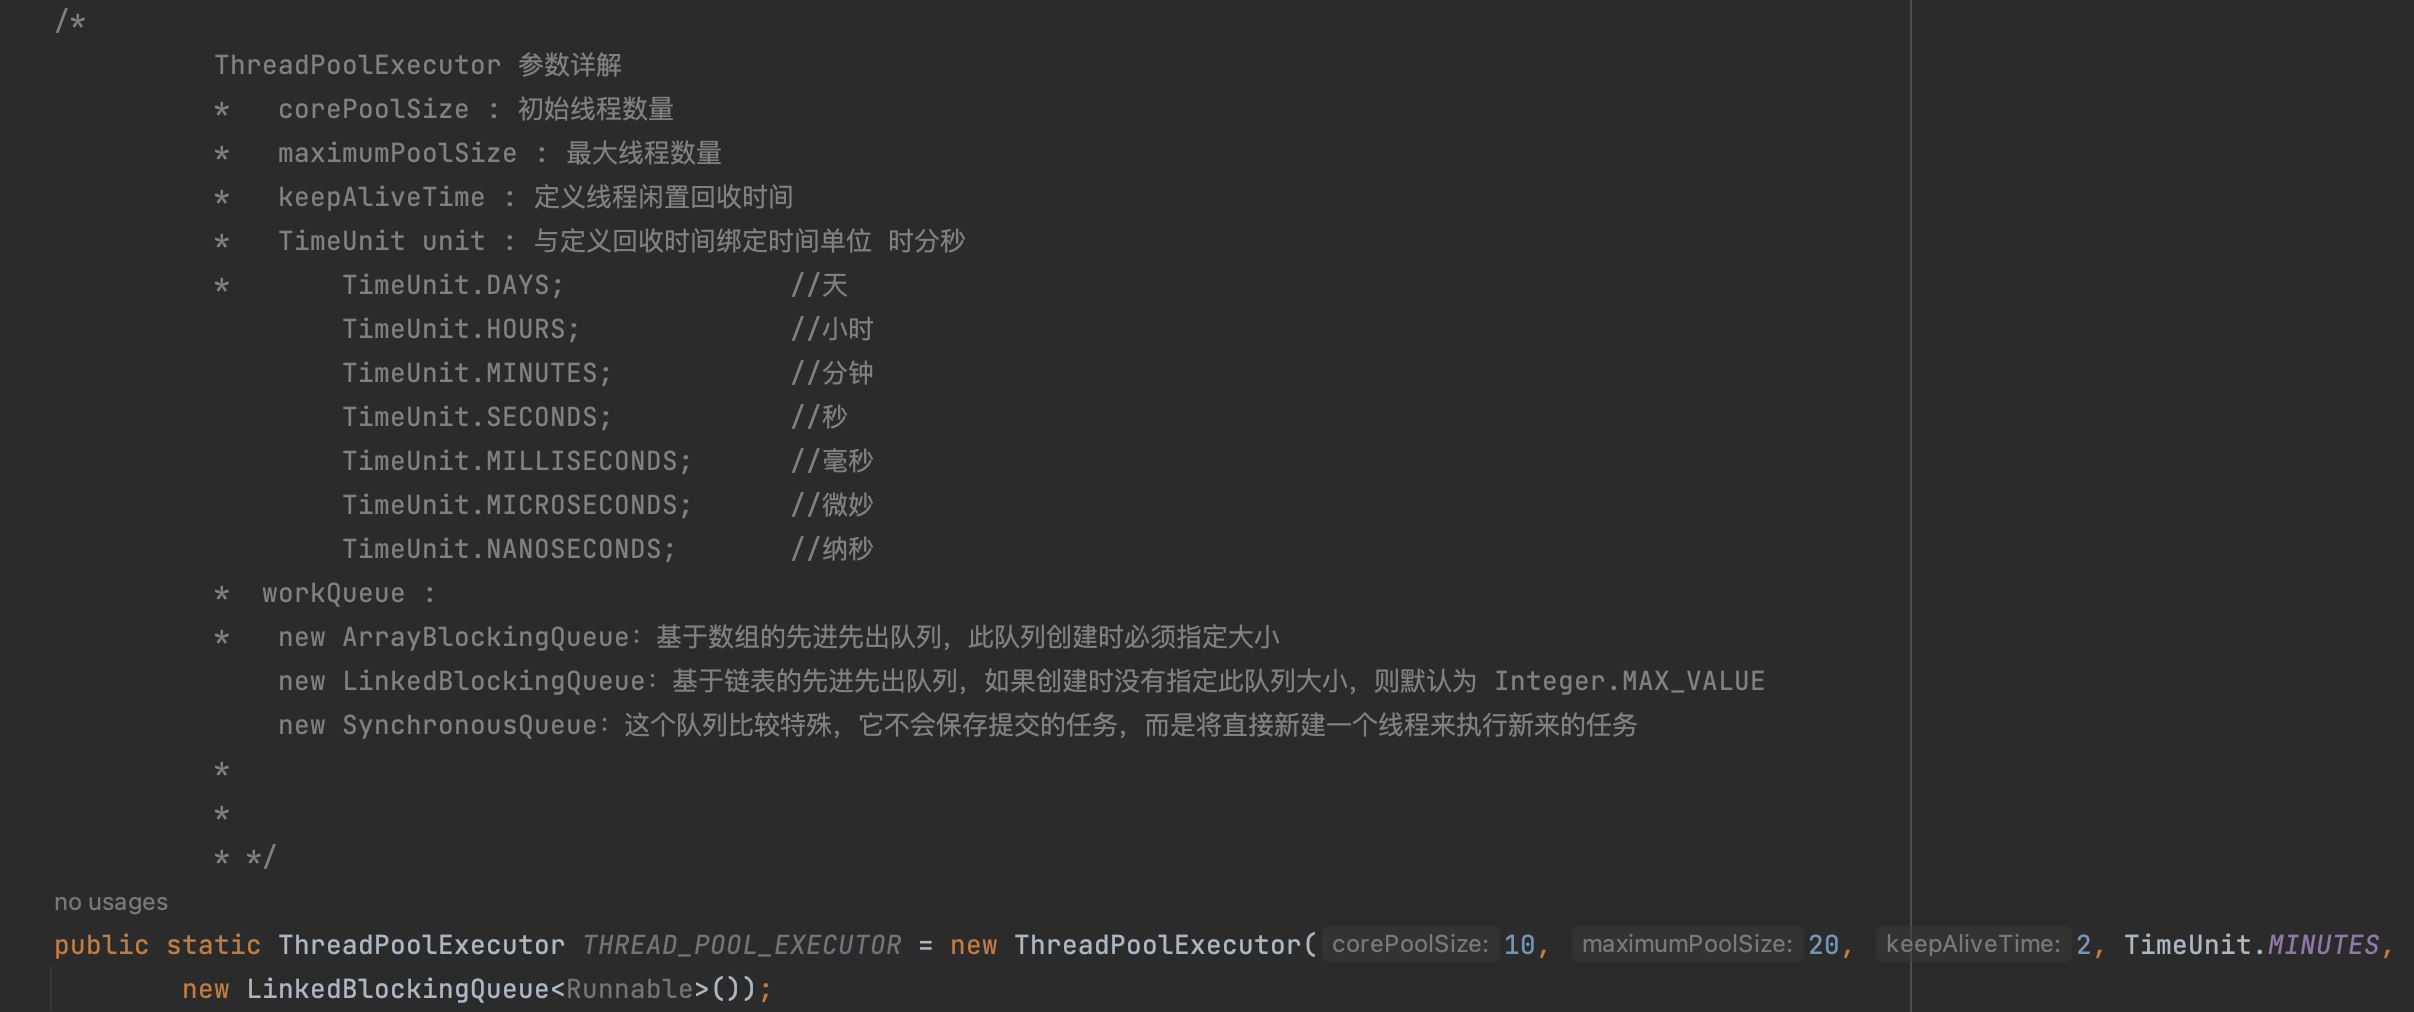 /*
ThreadPoolExecutor 参数详解
*   corePoolSize : 初始线程数量
*   maximumPoolSize : 最大线程数量
*   keepAliveTime : 定义线程闲置回收时间
*   TimeUnit unit : 与定义回收时间绑定时间单位 时分秒
*       TimeUnit.DAYS;              //天
TimeUnit.HOURS;             //小时
TimeUnit.MINUTES;           //分钟
TimeUnit.SECONDS;           //秒
TimeUnit.MILLISECONDS;      //毫秒
TimeUnit.MICROSECONDS;      //微妙
TimeUnit.NANOSECONDS;       //纳秒
*  workQueue :
*   new ArrayBlockingQueue：基于数组的先进先出队列，此队列创建时必须指定大小
new LinkedBlockingQueue：基于链表的先进先出队列，如果创建时没有指定此队列大小，则默认为 Integer.MAX_VALUE
new SynchronousQueue：这个队列比较特殊，它不会保存提交的任务，而是将直接新建一个线程来执行新来的任务
*
*
* */
no usages
public static ThreadPoolExecutor THREAD_POOL_EXECUTOR = new ThreadPoolExecutor( corePoolSize: 10, maximumPoolSize: 20, keepAliveTime: 2, TimeUnit.MINUTES,
new LinkedBlockingQueue<Runnable>());